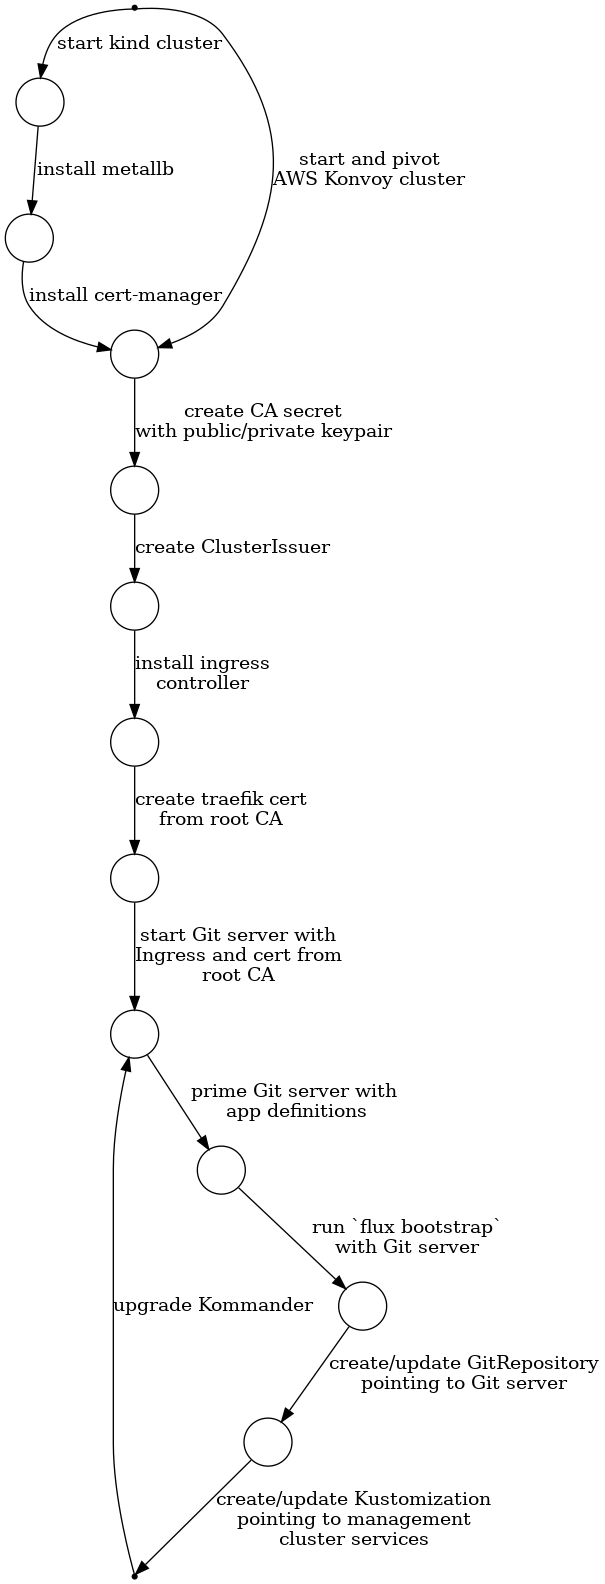 start kind cluster
install metallb
start and pivot
AWS Konvoy cluster
install cert-manager
create CA secret
with public/private keypair
create ClusterIssuer
install ingress
controller
create traefik cert
from root CA
start Git server with
Ingress and cert from
root CA
prime Git server with
app definitions
run `flux bootstrap`
with Git server
upgrade Kommander
create/update GitRepository
pointing to Git server
create/update Kustomization
pointing to management
cluster services